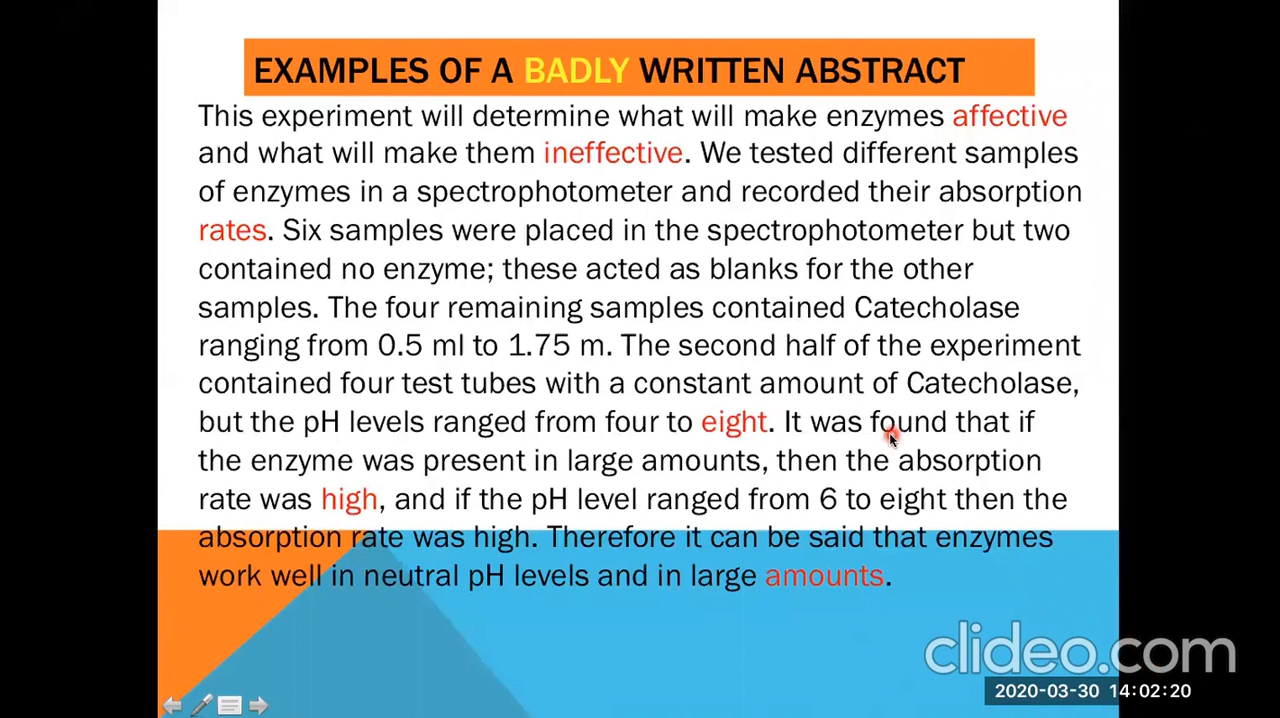 EXAMPLES OF A BADLY WRITTEN ABSTRACT
This experiment will determine what will make enzymes affective
and what will make them ineffective. We tested different samples
of enzymes in a spectrophotometer and recorded their absorption
rates. Six samples were placed in the spectrophotometer but two
contained no enzyme; these acted as blanks for the other
samples. The four remaining samples contained Catecholase
ranging from 0.5 ml to 1.75 m. The second half of the experiment
contained four test tubes with a constant amount of Catecholase,
but the pH levels ranged from four to eight. It was found that if
the enzyme was present in large amounts, then the absorption
rate was high, and if the pH level ranged from 6 to eight then the
absorption rate was high. Therefore it can be said that enzymes
work well in neutral pH levels and in large amounts.
clideo.com
2020-03-30 14:02:20